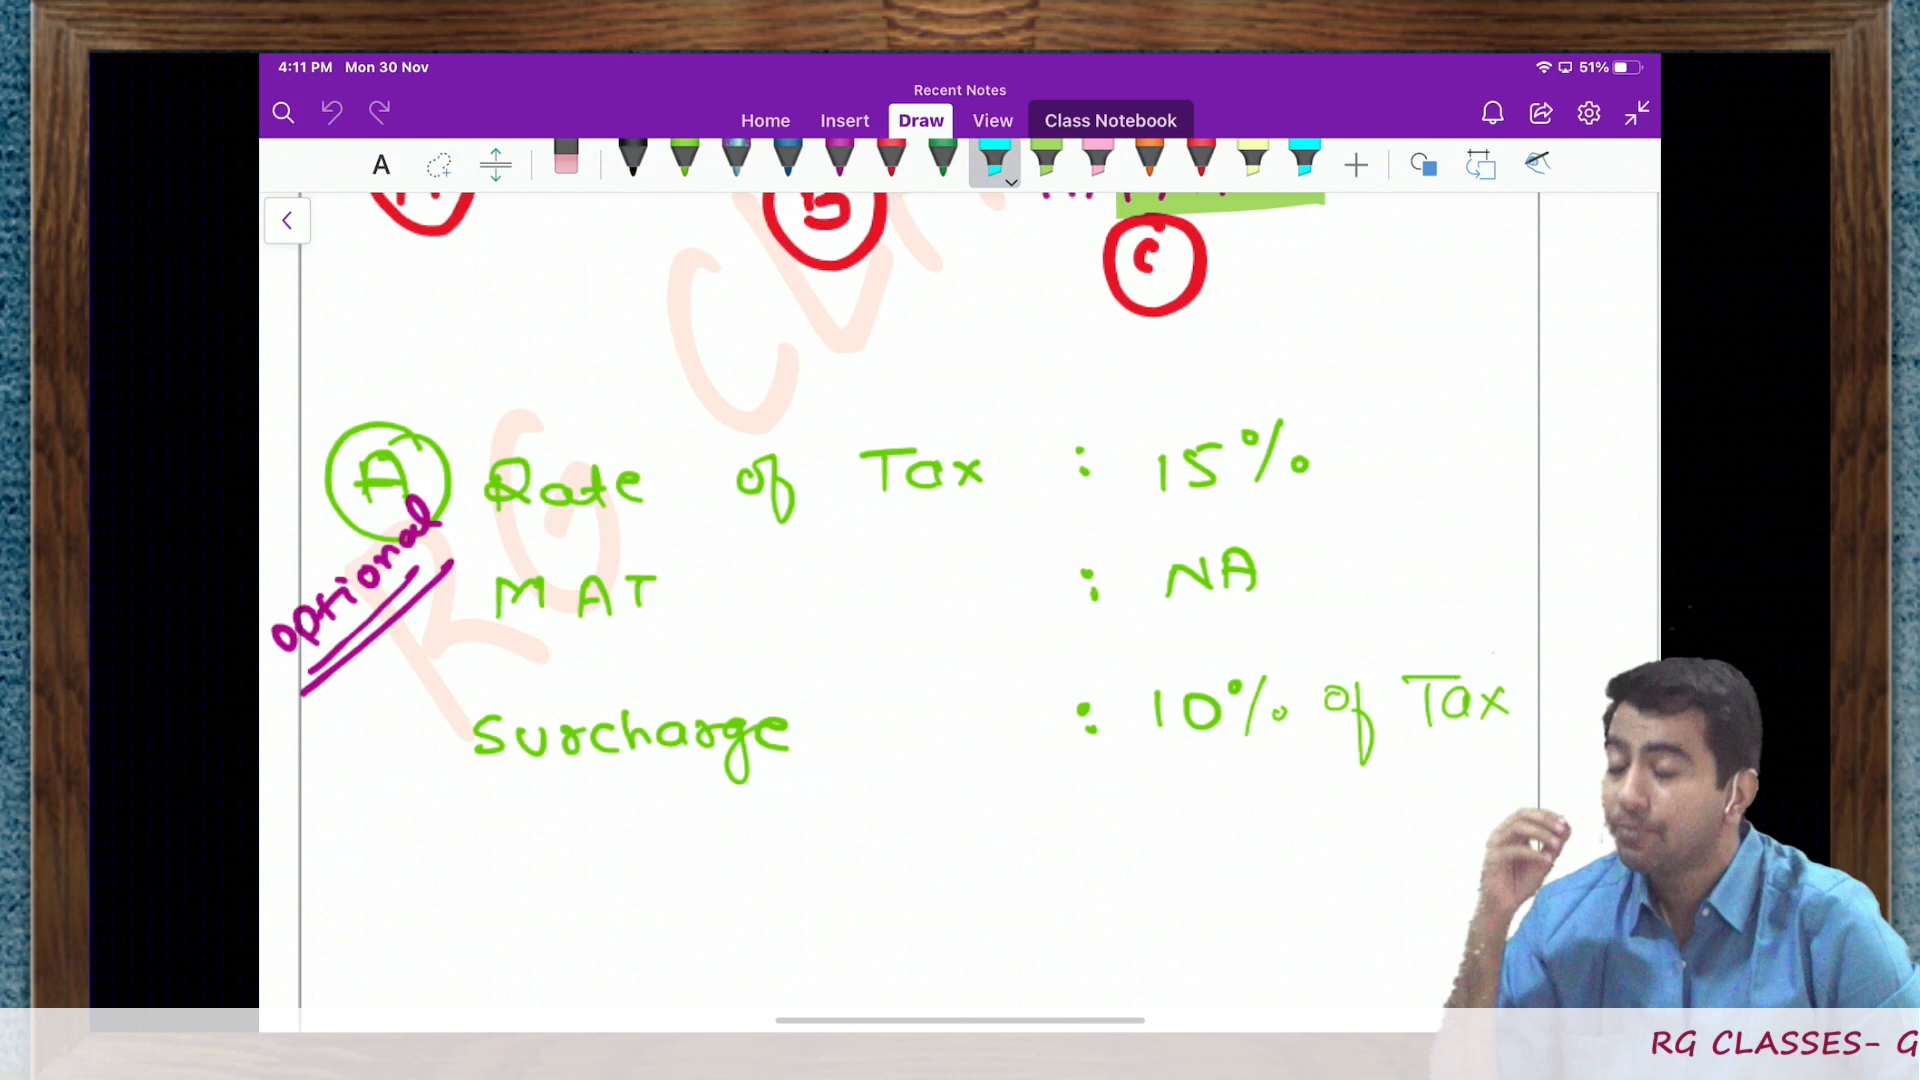 4:11 PM Mon 30 Nov
51%
Recent Notes
Home Insert Draw View Class Notebook
A
B
C
RG
A Rate of Tax : 15%
optional
MAT : NA
Surcharge : 10% of Tax
RG CLASSES- G